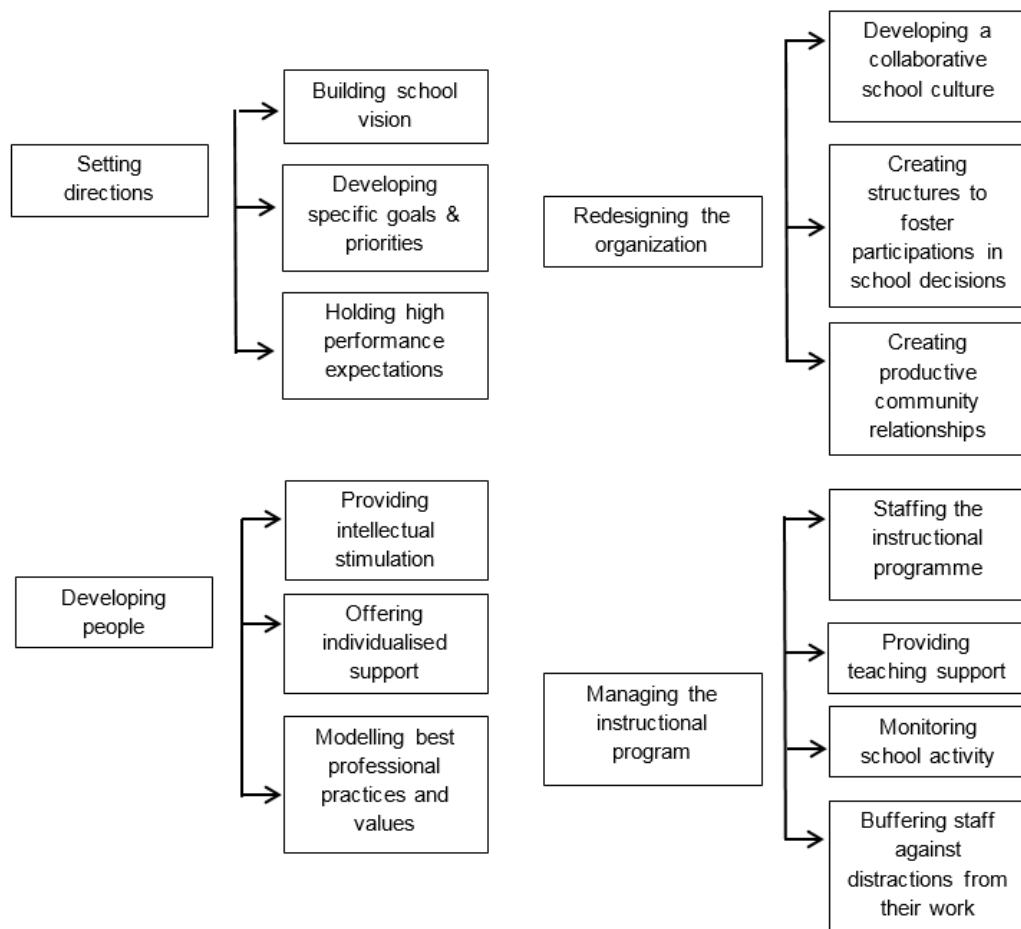 Setting
directions
Building school
vision
Developing
specific goals &
priorities
Holding high
performance
expectations
Redesigning the
organization
Developing a
collaborative
school culture
Creating
structures to
foster
participations in
school decisions
Creating
productive
community
relationships
Developing
people
Providing
intellectual
stimulation
Offering
individualised
support
Modelling best
professional
practices and
values
Managing the
instructional
program
Staffing the
instructional
programme
Providing
teaching support
Monitoring
school activity
Buffering staff
against
distractions from
their work